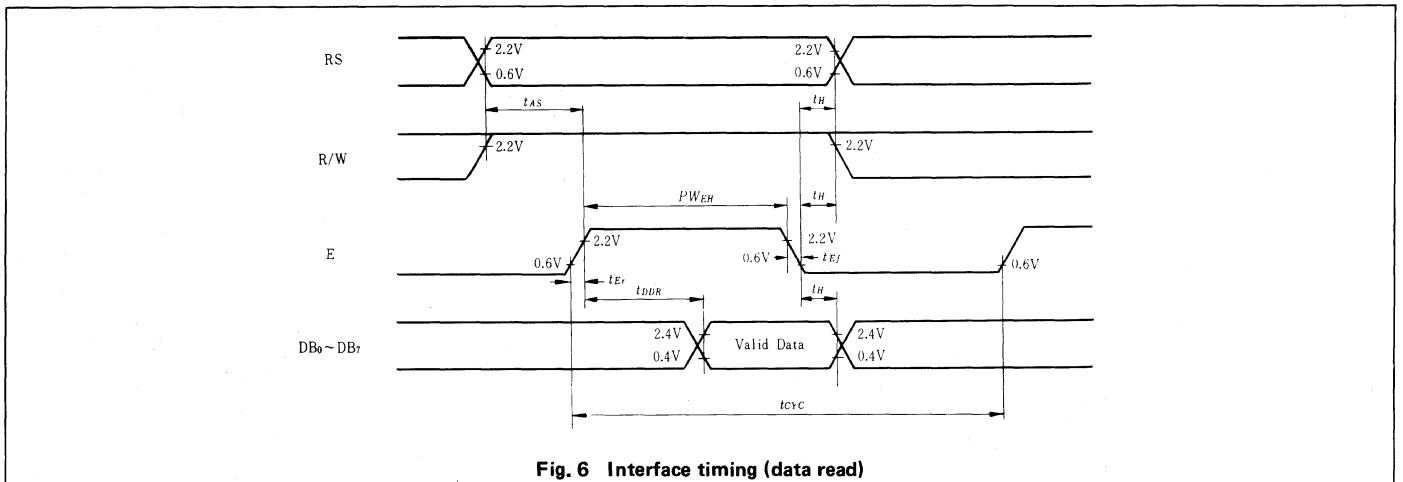 RS
2.2V
0.6V
2.2V
0.6V
tAS
tH
R/W
2.2V
2.2V
PWEH
tH
E
2.2V
2.2V
0.6V
0.6V
tEf
0.6V
tEr
tDDR
tH
DB0~DB7
2.4V
0.4V
Valid Data
2.4V
0.4V
tCYC
Fig. 6 Interface timing (data read)